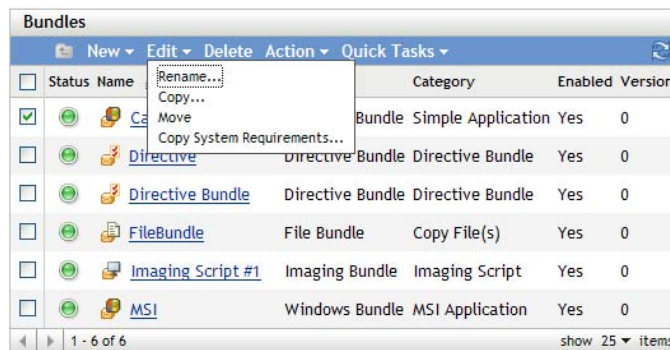 Bundles
New Edit Delete Action Quick Tasks
Status Name Category Enabled Version
Rename...
Copy...
Move
Copy System Requirements...
Ca Bundle Simple Application Yes 0
Directive Directive Bundle Directive Bundle Yes 0
Directive Bundle Directive Bundle Directive Bundle Yes 0
FileBundle File Bundle Copy File(s) Yes 0
Imaging Script #1 Imaging Bundle Imaging Script Yes 0
MSI Windows Bundle MSI Application Yes 0
1 - 6 of 6 show 25 items